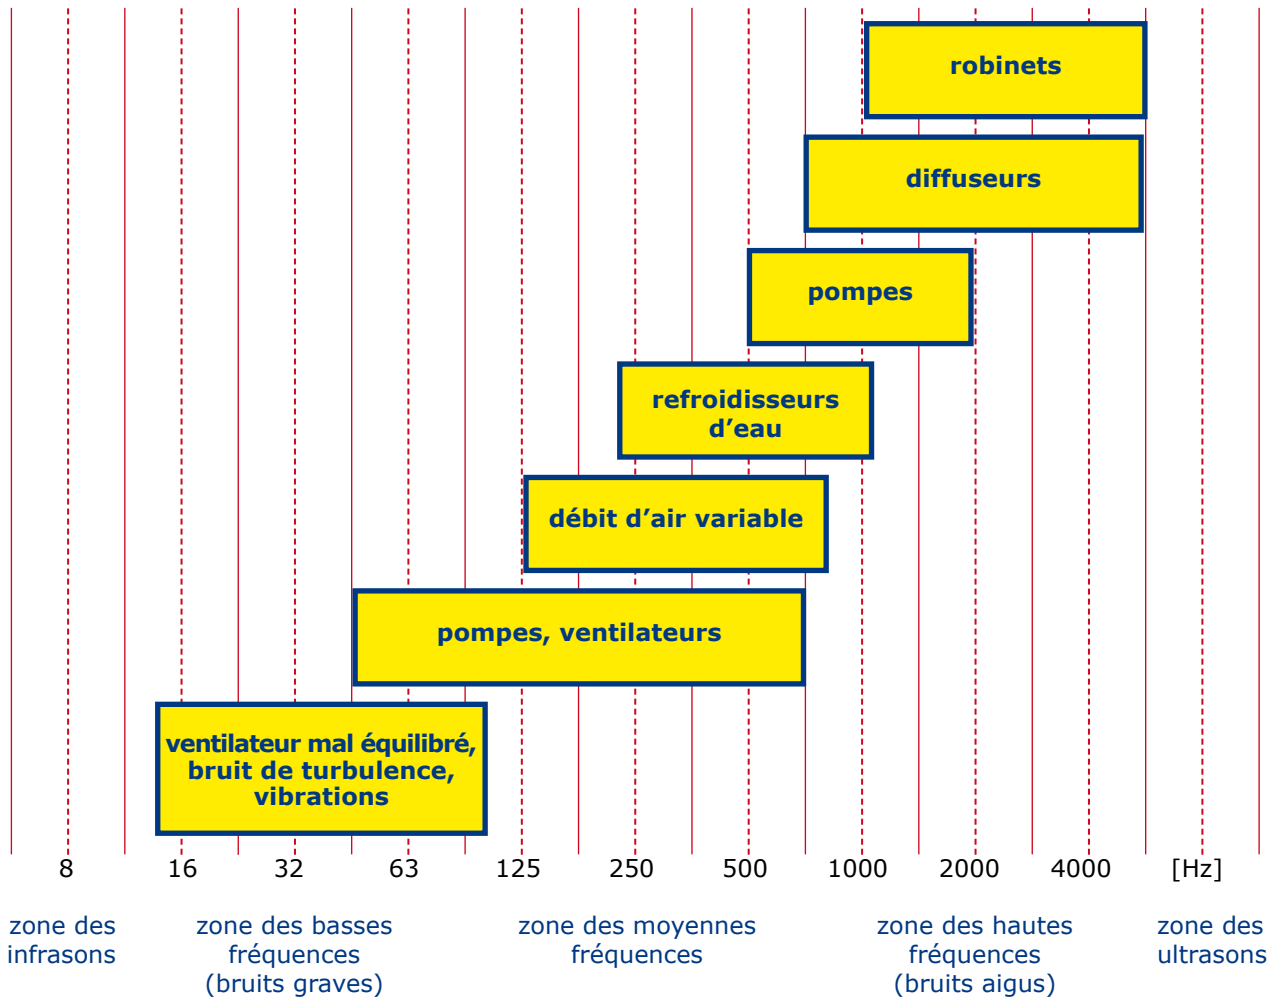 robinets
diffuseurs
pompes
refroidisseurs
d’eau
débit d’air variable
pompes, ventilateurs
ventilateur mal équilibré,
bruit de turbulence,
vibrations
8 16 32 63 125 250 500 1000 2000 4000 [Hz]
zone des
infrasons
zone des basses
fréquences
(bruits graves)
zone des moyennes
fréquences
zone des hautes
fréquences
(bruits aigus)
zone des
ultrasons